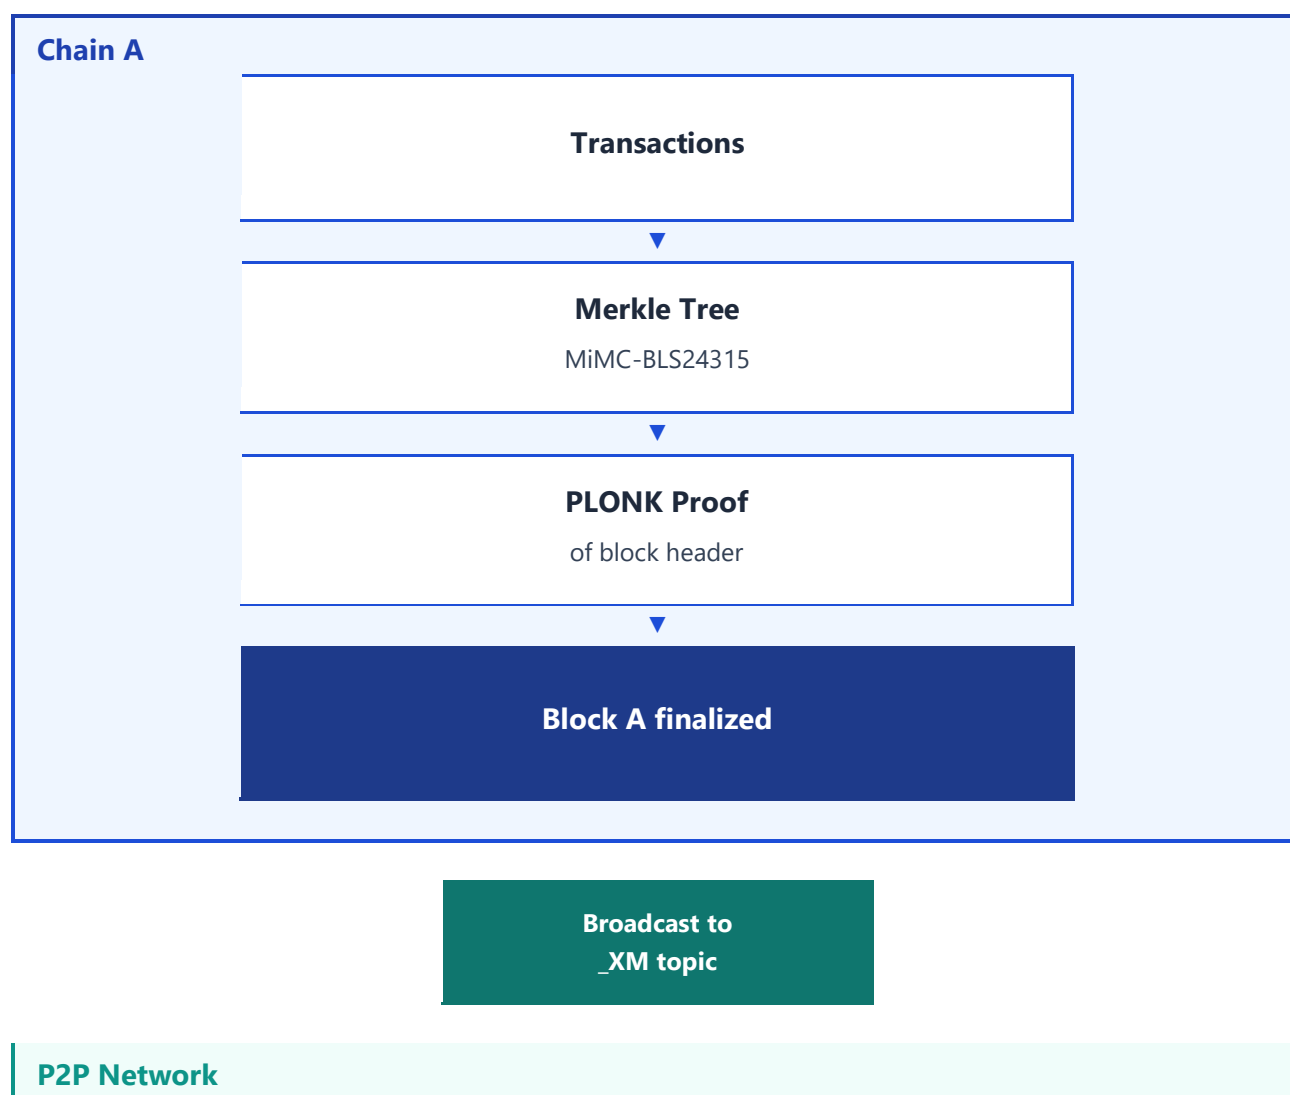 Chain A
Transactions
Merkle Tree
MiMC-BLS24315
PLONK Proof
of block header
Block A finalized
Broadcast to
_XM topic
P2P Network